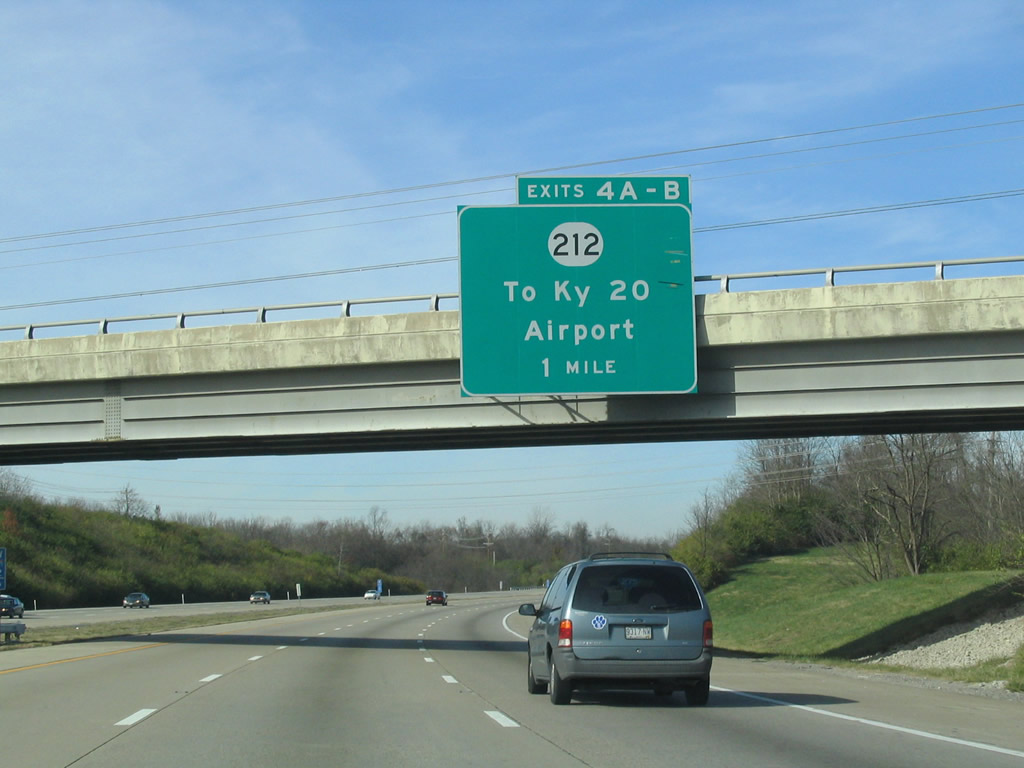 EXITS 4A - B
212
To Ky 20
Airport
1 MILE